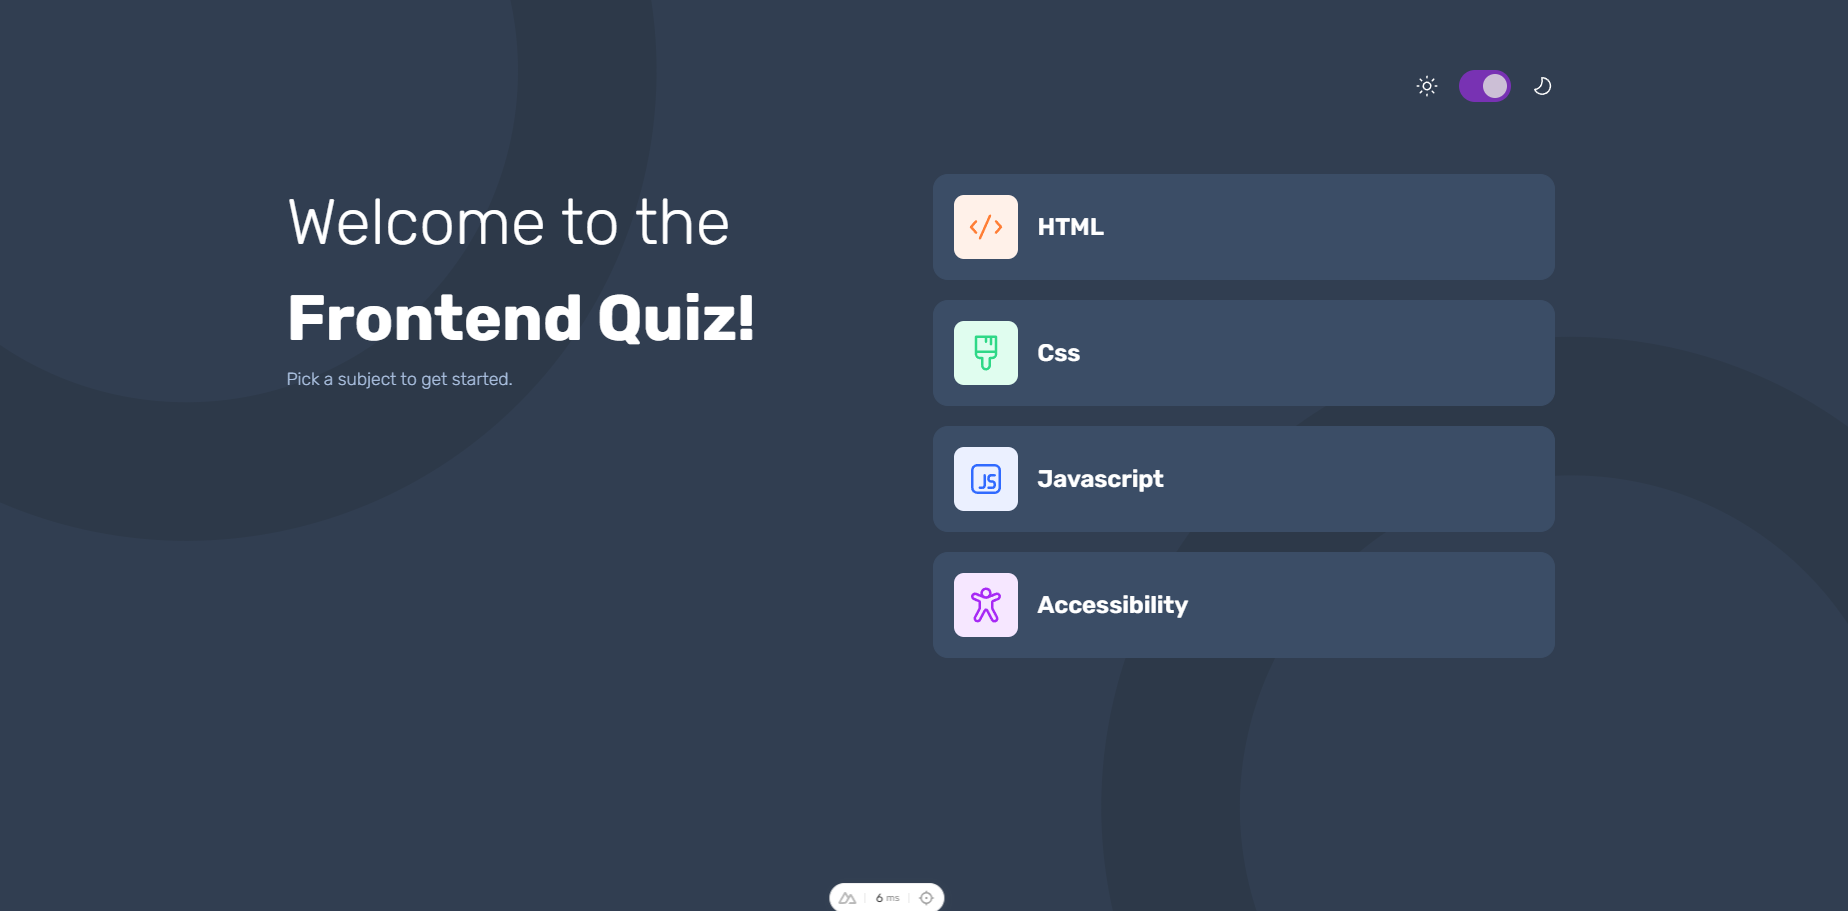 Welcome to the
Frontend Quiz!
Pick a subject to get started.
HTML
Css
JS
Javascript
Accessibility
6 ms